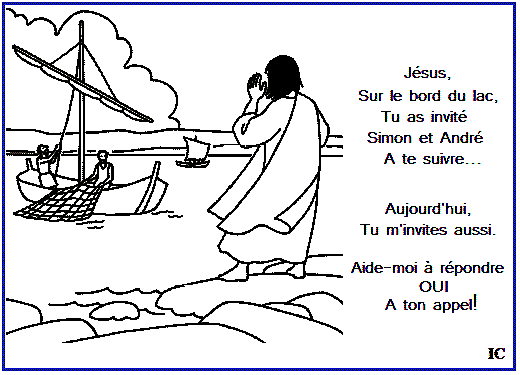 Jésus,
Sur le bord du lac,
Tu as invité
Simon et André
A te suivre...
Aujourd'hui,
Tu m'invites aussi.
Aide-moi à répondre
OUI
A ton appel!
IC